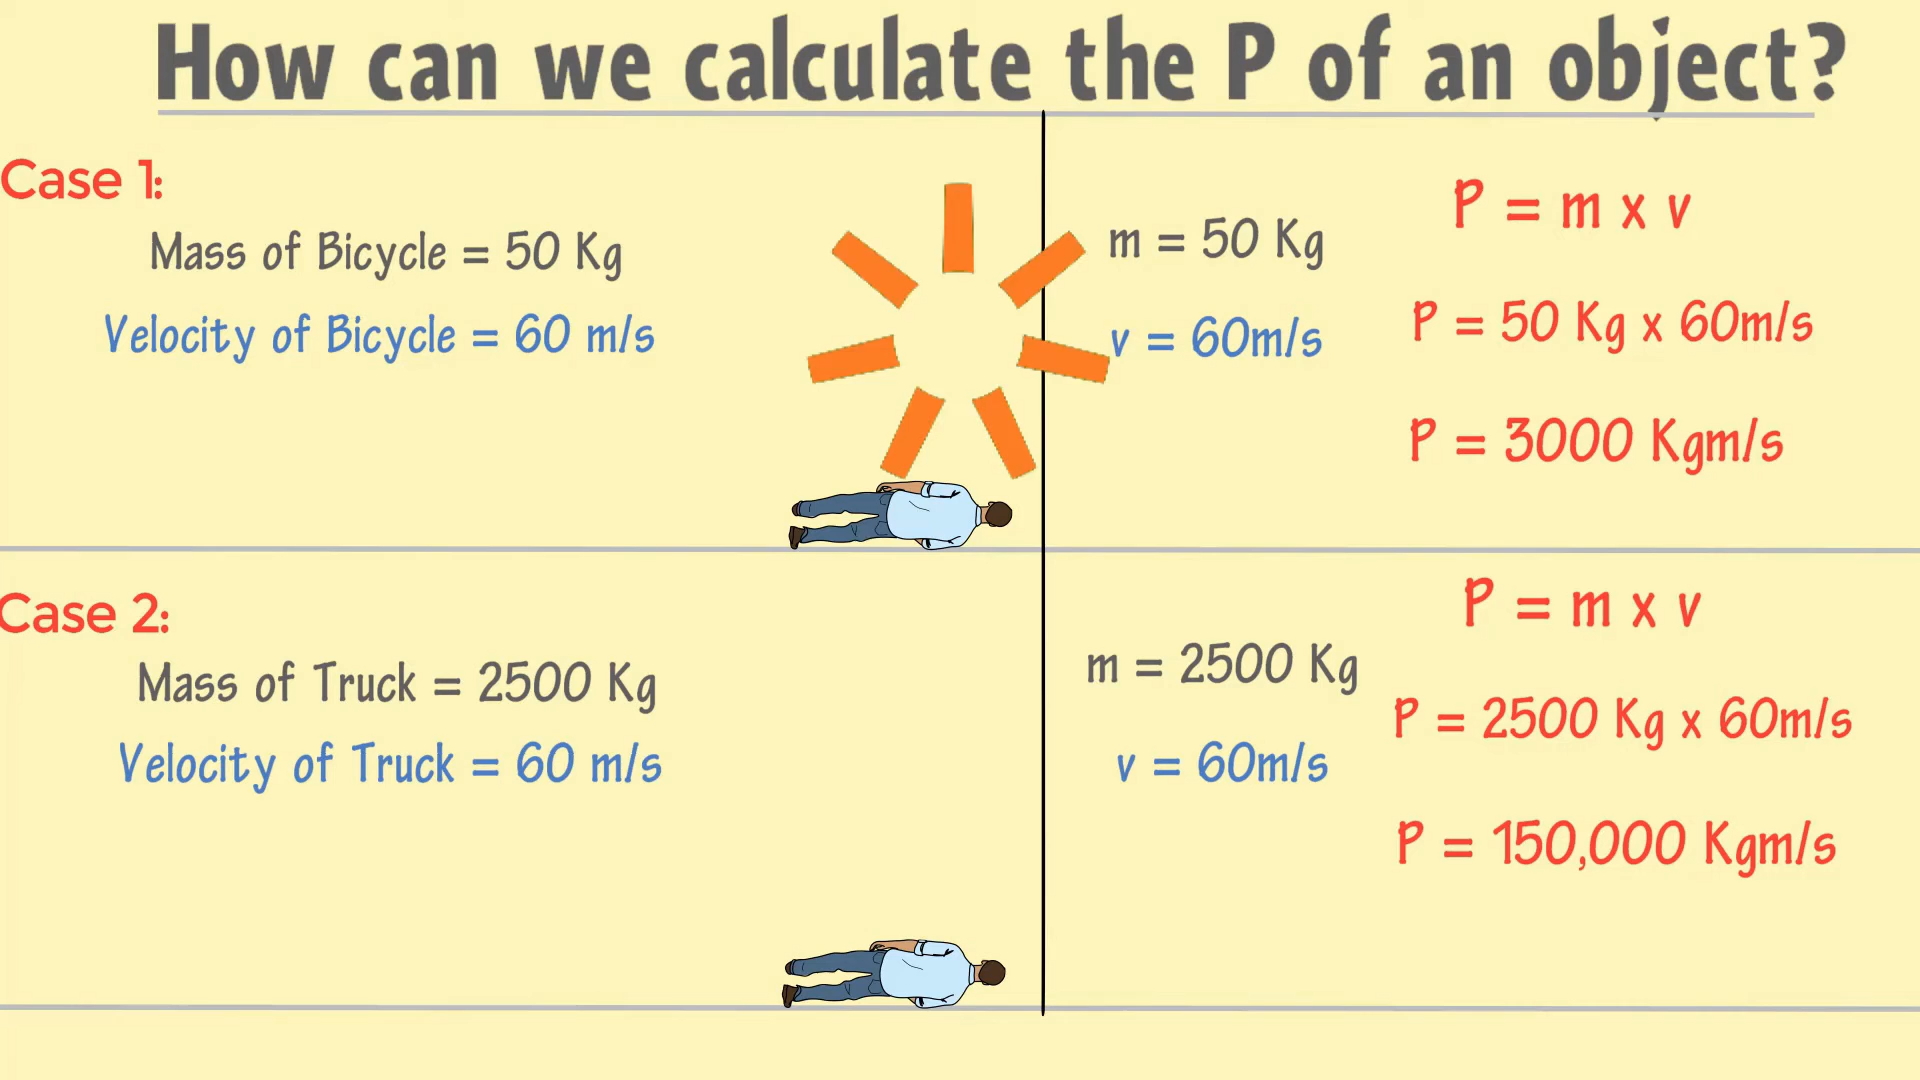 How can we calculate the P of an object?
Case 1:
Mass of Bicycle = 50 Kg
Velocity of Bicycle = 60 m/s
m = 50 Kg
v = 60m/s
P = m x v
P = 50 Kg x 60m/s
P = 3000 Kgm/s
Case 2:
Mass of Truck = 2500 Kg
Velocity of Truck = 60 m/s
m = 2500 Kg
v = 60m/s
P = m x v
P = 2500 Kg x 60m/s
P = 150,000 Kgm/s